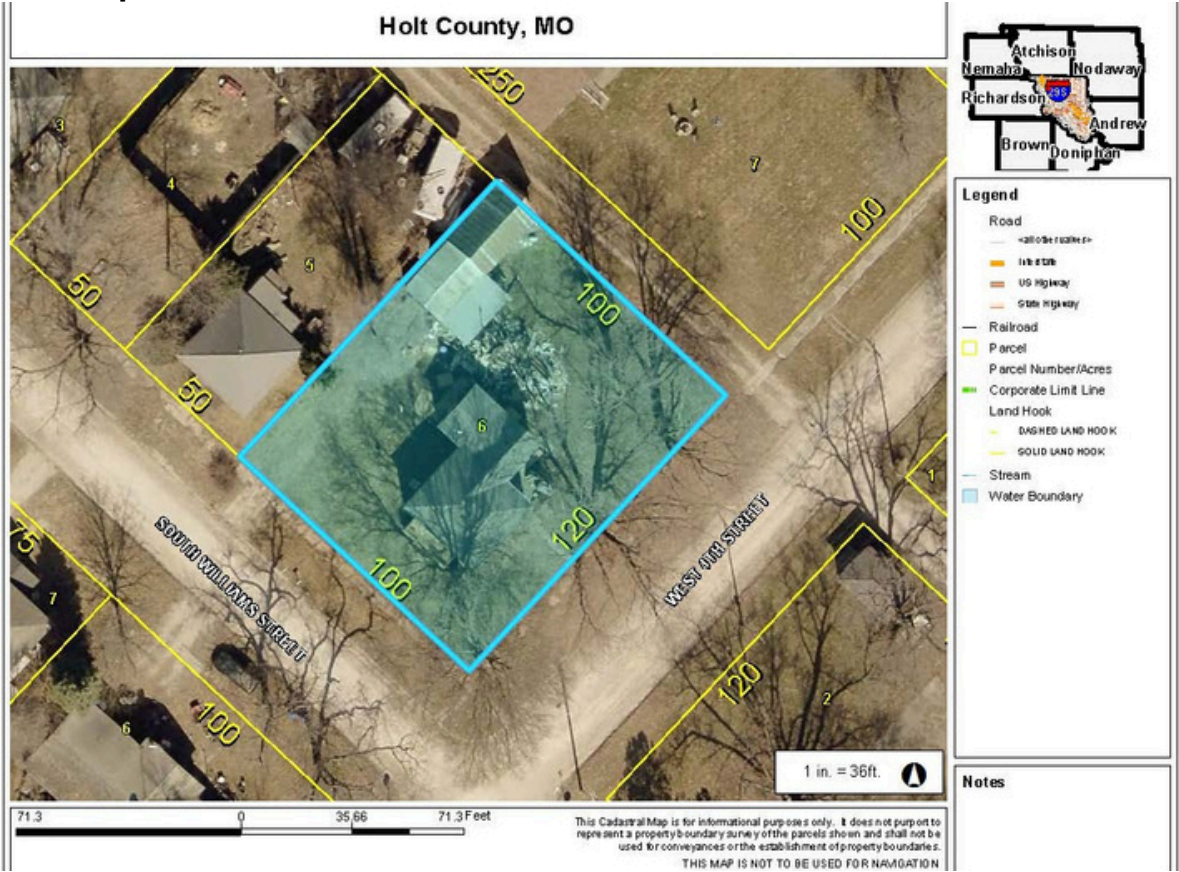 Holt County, MO
250
3
7
4
100
5
50
100
50
6
1
75
120
SOUTH WILLIAMS STREET
WEST 4TH STREET
100
7
120
2
6
100
1 in. = 36ft.
71.3
0
35.66
71.3 Feet
This Cadastral Map is for informational purposes only. It does not purport to
represent a property boundary survey of the parcels shown and shall not be
used for conveyances or the establishment of property boundaries.
THIS MAP IS NOT TO BE USED FOR NAVIGATION
Atchison
Nemaha
Nodaway
Richardson
29S
Andrew
Brown
Doniphan
Legend
Road
<all other values>
Interstate
US Highway
State Highway
Railroad
Parcel
Parcel Number/Acres
Corporate Limit Line
Land Hook
DASHED LAND HOOK
SOLID LAND HOOK
Stream
Water Boundary
Notes